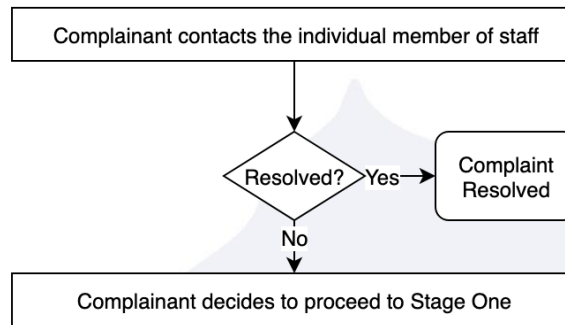 Complainant contacts the individual member of staff
Resolved?
Yes
Complaint
Resolved
No
Complainant decides to proceed to Stage One